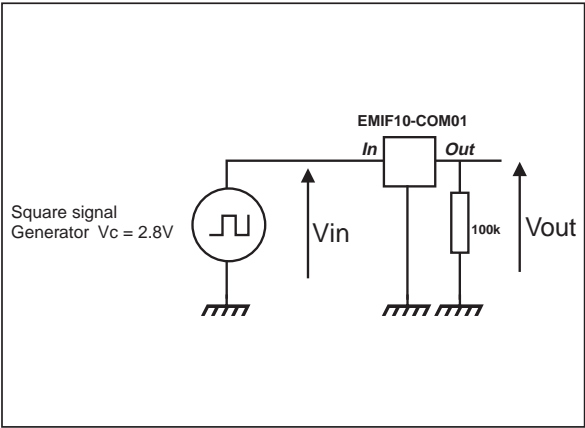 EMIF10-COM01
In
Out
Square signal
Generator Vc = 2.8V
Vin
100k
Vout